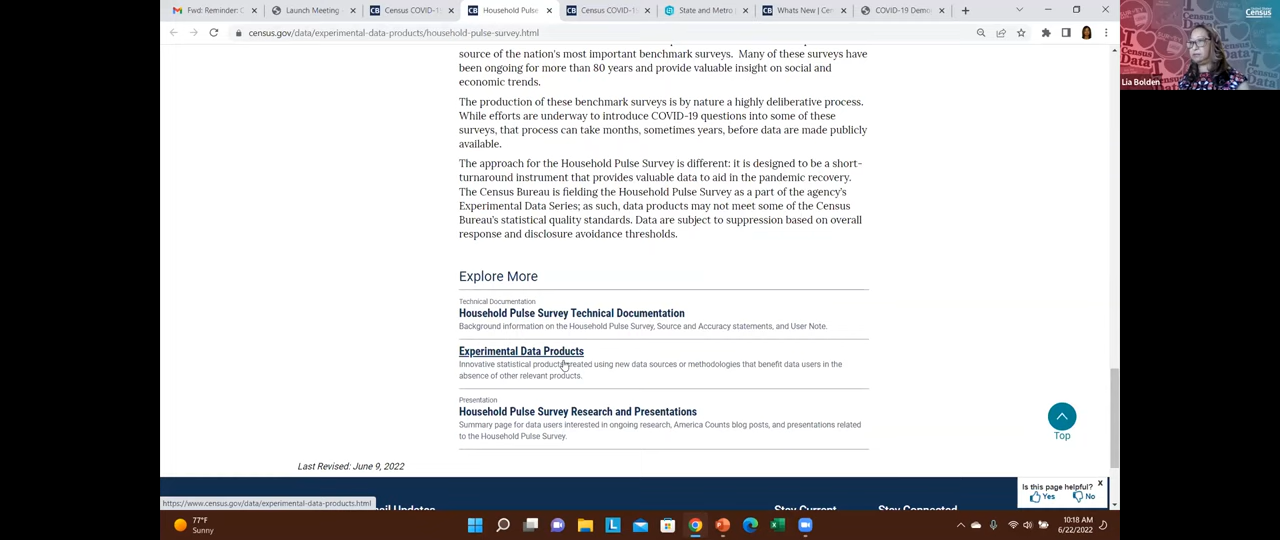 Fwd: Reminder: C
Launch Meeting -
Census COVID-1
Household Pulse
Census COVID-1
State and Metro
Whats New | Cen
COVID-19 Demo
census.gov/data/experimental-data-products/household-pulse-survey.html
source of the nation's most important benchmark surveys. Many of these surveys have
been ongoing for more than 80 years and provide valuable insight on social and
economic trends.
The production of these benchmark surveys is by nature a highly deliberative process.
While efforts are underway to introduce COVID-19 questions into some of these
surveys, that process can take months, sometimes years, before data are made publicly
available.
The approach for the Household Pulse Survey is different: it is designed to be a short-
turnaround instrument that provides valuable data to aid in the pandemic recovery.
The Census Bureau is fielding the Household Pulse Survey as a part of the agency's
Experimental Data Series; as such, data products may not meet some of the Census
Bureau's statistical quality standards. Data are subject to suppression based on overall
response and disclosure avoidance thresholds.
Explore More
Technical Documentation
Household Pulse Survey Technical Documentation
Background information on the Household Pulse Survey, Source and Accuracy statements, and User Note.
Experimental Data Products
Innovative statistical products created using new data sources or methodologies that benefit data users in the
absence of other relevant products.
Presentation
Household Pulse Survey Research and Presentations
Summary page for data users interested in ongoing research, America Counts blog posts, and presentations related
to the Household Pulse Survey.
Top
Last Revised: June 9, 2022
Is this page helpful?
X
Yes
No
https://www.census.gov/data/experimental-data-products.html
ail Updates
Stay Current
Stay Connected
77°F
Sunny
10:18 AM
6/22/2022
Census
I Census Data
Lia Bolden